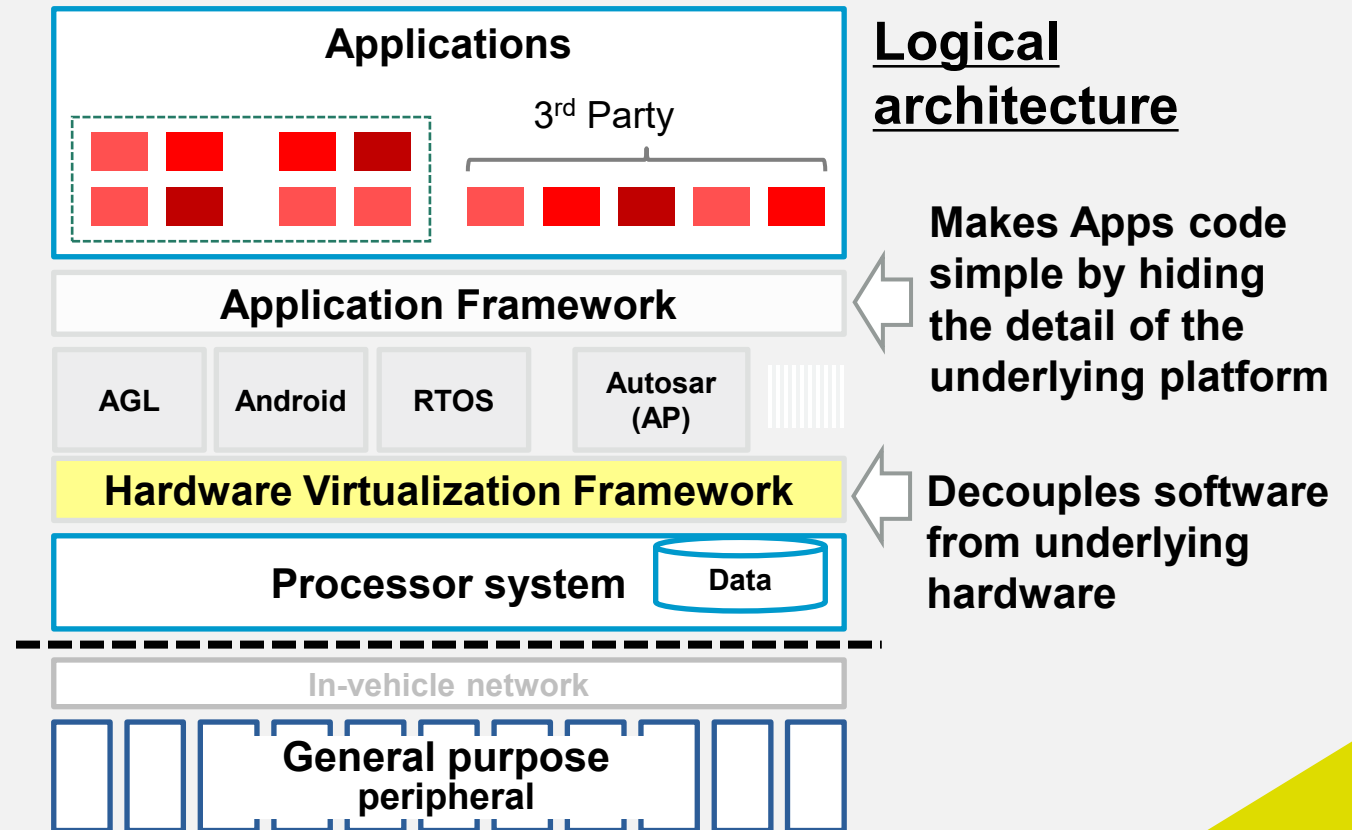 Applications
3rd Party
Logical
architecture
Makes Apps code
simple by hiding
the detail of the
underlying platform
Application Framework
AGL
Android
RTOS
Autosar
(AP)
Hardware Virtualization Framework
Decouples software
from underlying
hardware
Processor system
Data
In-vehicle network
General purpose
peripheral